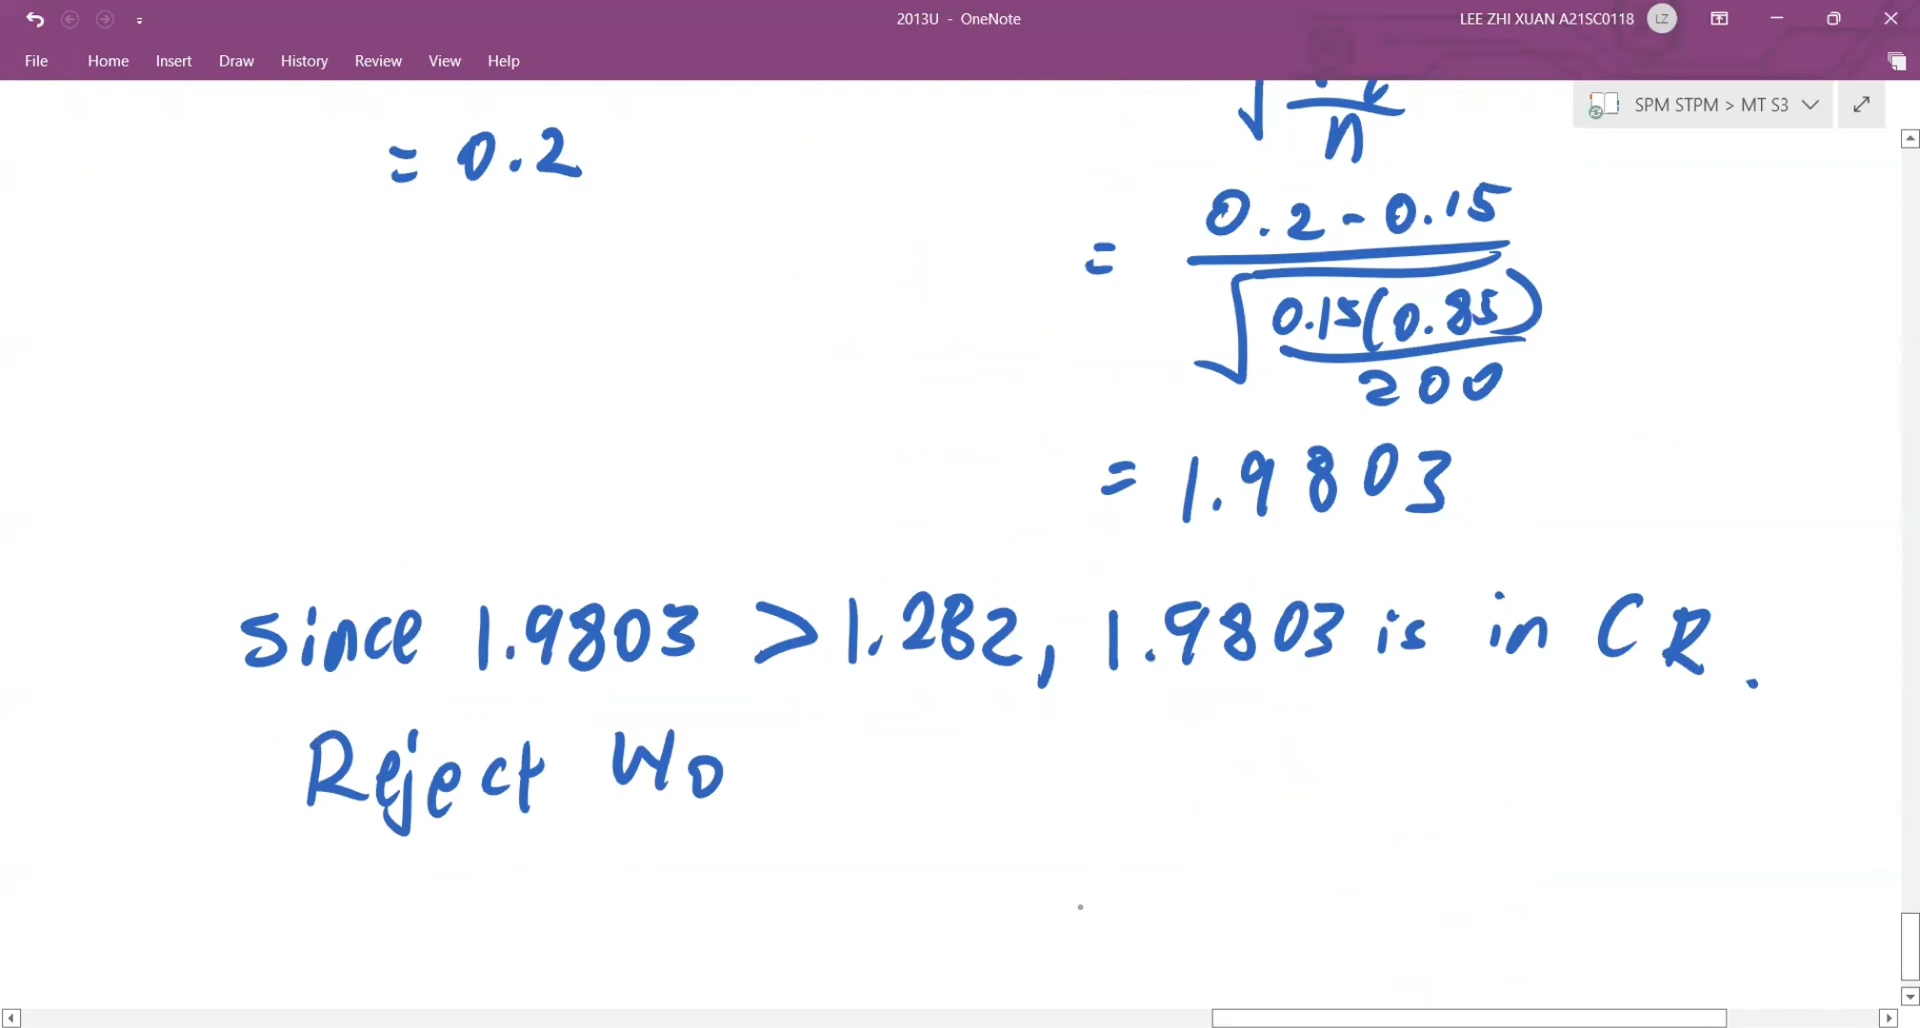 2013U - OneNote
LEE ZHI XUAN A21SC0118
LZ
File Home Insert Draw History Review View Help
SPM STPM > MT S3
= 0.2
√ n
= (0.2 - 0.15) / √(0.15(0.85) / 200)
= 1.9803
since 1.9803 > 1.282, 1.9803 is in CR.
Reject H0